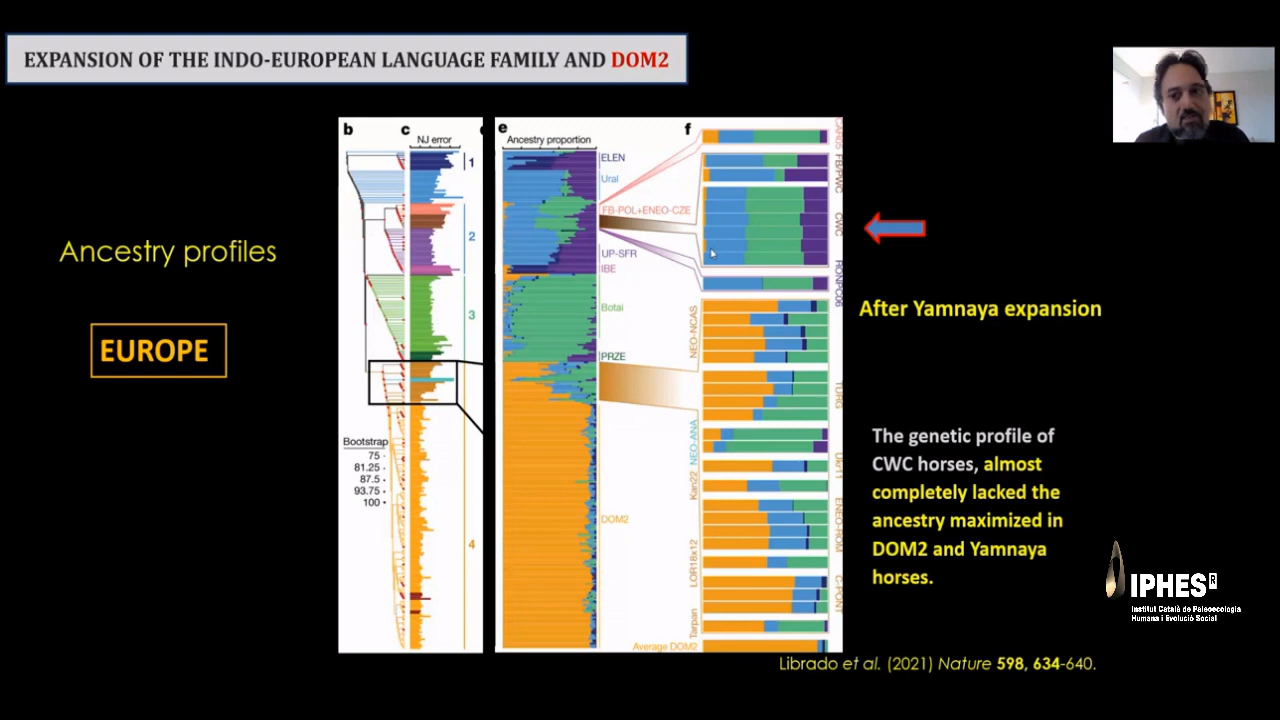 EXPANSION OF THE INDO-EUROPEAN LANGUAGE FAMILY AND DOM2
Ancestry profiles
EUROPE
b
c
NJ error
1
2
3
4
Bootstrap
75
81.25
87.5
93.75
100
e
Ancestry proportion
ELEN
Ural
FB-POL+ENEO-CZE
UP-SFR
IBE
Botai
PRZE
DOM2
f
CWC
NEO-NCAS
TURG
NEO-ANA
Kan22
ENEO-ROM
LOR18x12
C-PONT
Tarpan
Average DOM2
After Yamnaya expansion
The genetic profile of
CWC horses, almost
completely lacked the
ancestry maximized in
DOM2 and Yamnaya
horses.
IPHES R
Institut Català de Paleoecologia
Humana i Evolució Social
Librado et al. (2021) Nature 598, 634-640.